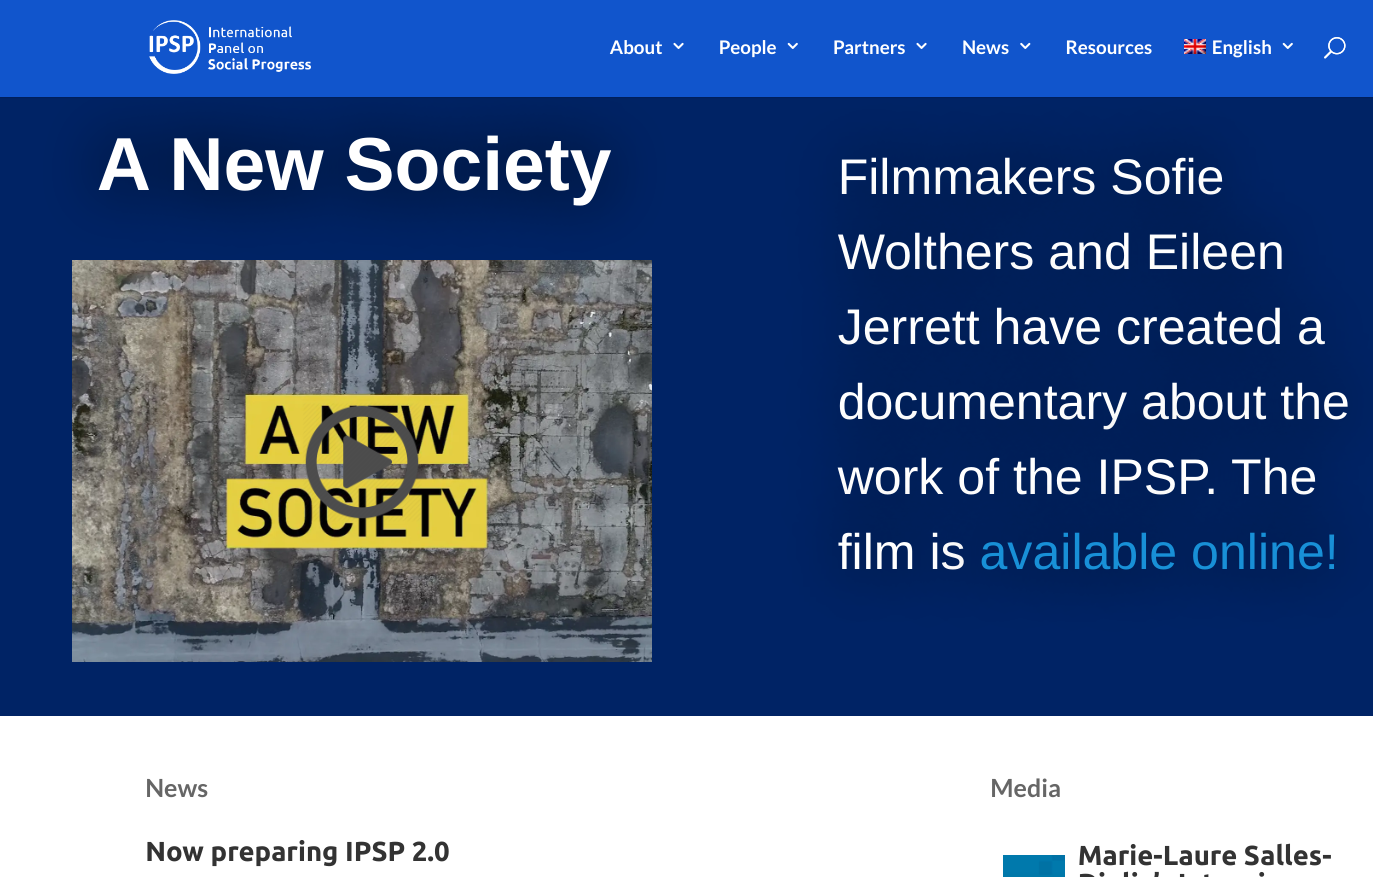 IPSP
International
Panel on
Social Progress
About
People
Partners
News
Resources
English
A New Society
A NEW
SOCIETY
Filmmakers Sofie
Wolthers and Eileen
Jerrett have created a
documentary about the
work of the IPSP. The
film is available online!
News
Now preparing IPSP 2.0
Media
Marie-Laure Salles-